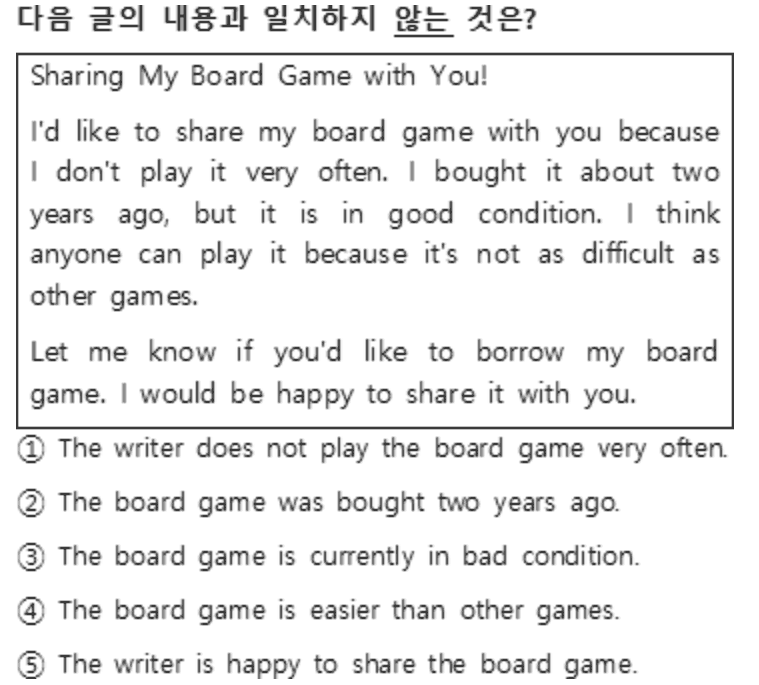 다음 글의 내용과 일치하지 않는 것은?
Sharing My Board Game with You!
I'd like to share my board game with you because
I don't play it very often. I bought it about two
years ago, but it is in good condition. I think
anyone can play it because it's not as difficult as
other games.
Let me know if you'd like to borrow my board
game. I would be happy to share it with you.
① The writer does not play the board game very often.
② The board game was bought two years ago.
③ The board game is currently in bad condition.
④ The board game is easier than other games.
⑤ The writer is happy to share the board game.